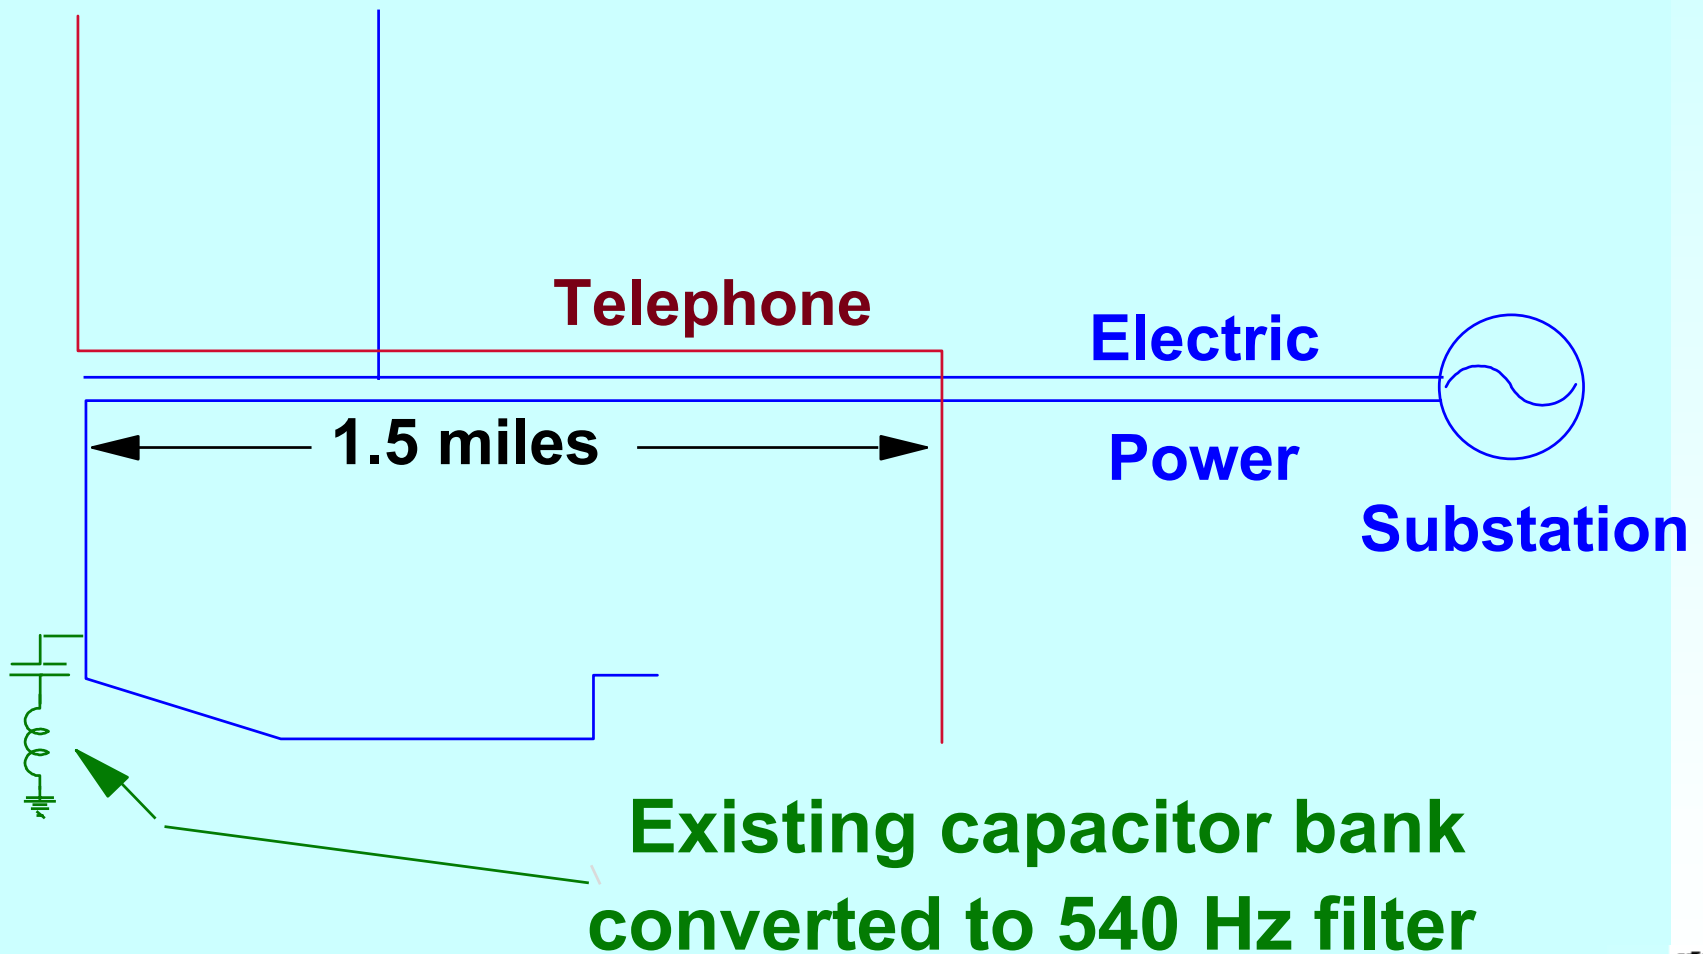 Telephone
Electric
1.5 miles
Power
Substation
Existing capacitor bank
converted to 540 Hz filter